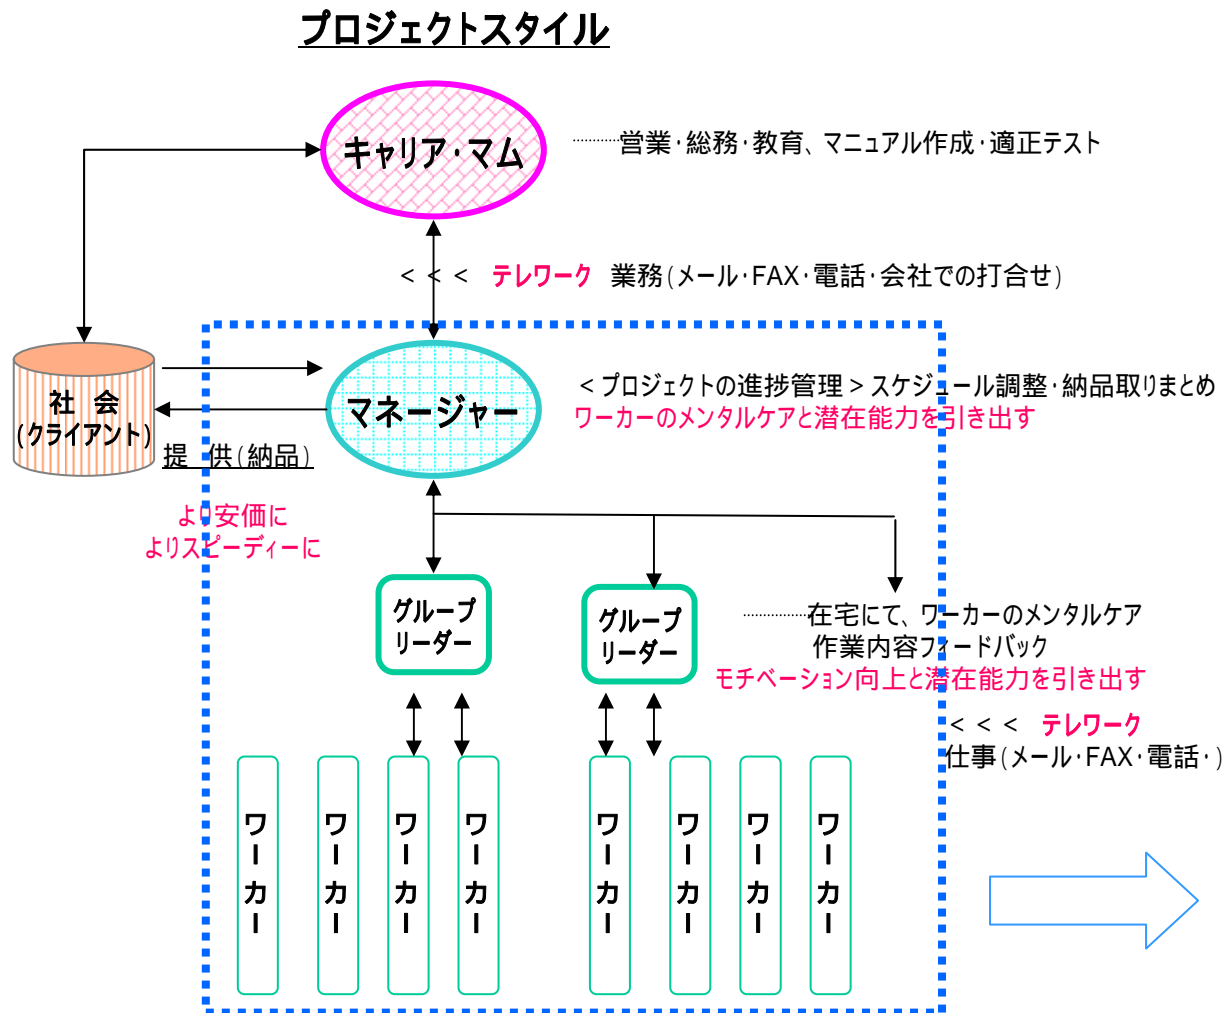 プロジェクトスタイル
キャリア・マム
営業・総務・教育、マニュアル作成・適正テスト
<<< テレワーク 業務(メール・FAX・電話・会社での打合せ)
社 会
(クライアント)
マネージャー
<プロジェクトの進捗管理>スケジュール調整・納品取りまとめ
ワーカーのメンタルケアと潜在能力を引き出す
提 供(納品)
より安価に
よりスピーディーに
グループ
リーダー
グループ
リーダー
在宅にて、ワーカーのメンタルケア
作業内容フィードバック
モチベーション向上と潜在能力を引き出す
<<< テレワーク
仕事(メール・FAX・電話・)
ワーカー
ワーカー
ワーカー
ワーカー
ワーカー
ワーカー
ワーカー
ワーカー